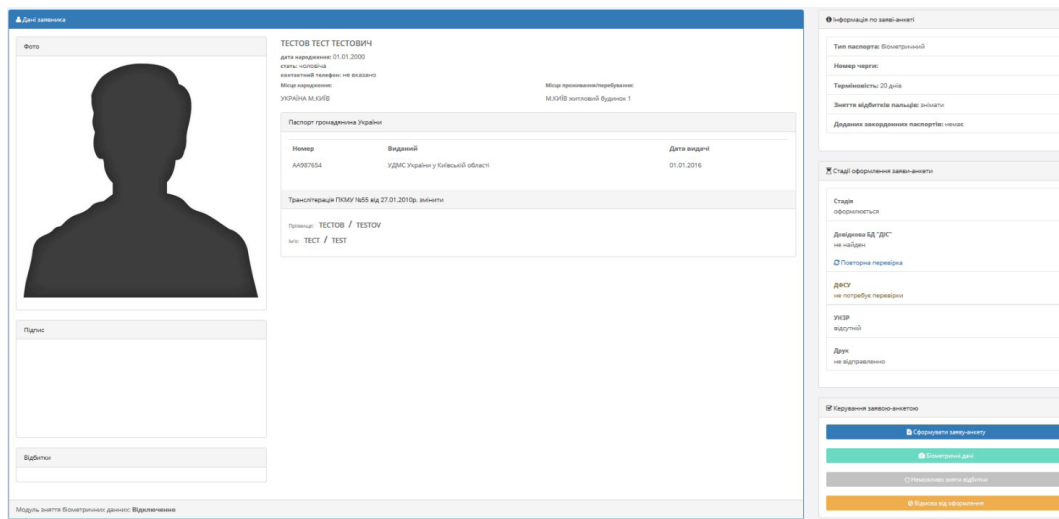 Дані заявника
Фото
ТЕСТОВ ТЕСТ ТЕСТОВИЧ
дата народження: 01.01.2000
стать: чоловіча
контактний телефон: не вказано
Місце народження:
Місце проживання/перебування:
УКРАЇНА М.КИЇВ
М.КИЇВ житловий будинок 1
Паспорт громадянина України
Номер Виданий Дата видачі
АА987654 УДМС України у Київській області 01.01.2016
Транслітерація ПКМУ №55 від 27.01.2010р. змінити
Прізвище: ТЕСТОВ / TESTOV
Ім'я: ТЕСТ / TEST
Підпис
Відбитки
Модуль зняття біометричних данних: Відключенно
Інформація по заяві-анкеті
Тип паспорта: біометричний
Номер черги:
Терміновість: 20 днів
Зняття відбитків пальців: знімати
Доданих закордонних паспортів: немає
Стадії оформлення заяви-анкети
Стадія
оформлюється
Довідкова БД "ДІС"
не найден
Повторна перевірка
ДФСУ
не потребує перевірки
УНЗР
відсутній
Друк
не відправленно
Керування заявою-анкетою
Сформувати заяву-анкету
Біометричні дані
Неможливо зняти відбитки
Відмова від оформлення